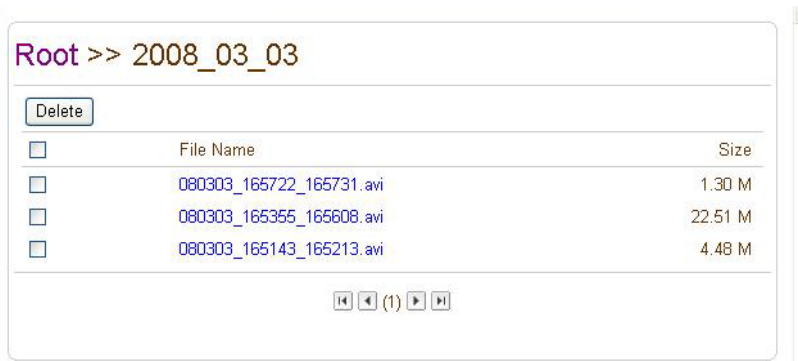 Root >> 2008_03_03
Delete
File Name Size
080303_165722_165731.avi 1.30 M
080303_165355_165608.avi 22.51 M
080303_165143_165213.avi 4.48 M
(1)